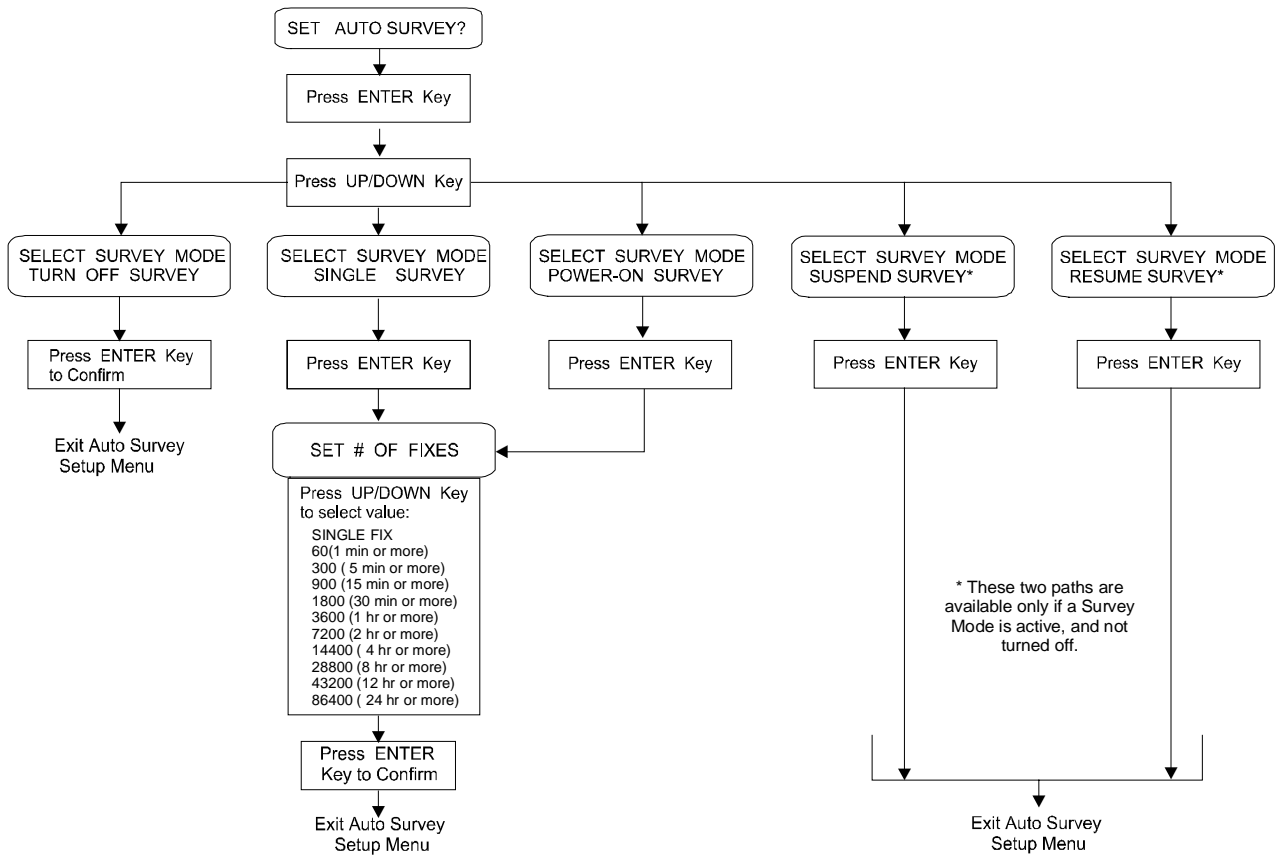 SET AUTO SURVEY?
Press ENTER Key
Press UP/DOWN Key
SELECT SURVEY MODE
TURN OFF SURVEY
SELECT SURVEY MODE
SINGLE SURVEY
SELECT SURVEY MODE
POWER-ON SURVEY
SELECT SURVEY MODE
SUSPEND SURVEY*
SELECT SURVEY MODE
RESUME SURVEY*
Press ENTER Key
to Confirm
Press ENTER Key
Press ENTER Key
Press ENTER Key
Press ENTER Key
Exit Auto Survey
Setup Menu
SET # OF FIXES
Press UP/DOWN Key
to select value:
SINGLE FIX
60(1 min or more)
300 ( 5 min or more)
900 (15 min or more)
1800 (30 min or more)
3600 (1 hr or more)
7200 (2 hr or more)
14400 ( 4 hr or more)
28800 (8 hr or more)
43200 (12 hr or more)
86400 ( 24 hr or more)
* These two paths are
available only if a Survey
Mode is active, and not
turned off.
Press ENTER
Key to Confirm
Exit Auto Survey
Setup Menu
Exit Auto Survey
Setup Menu